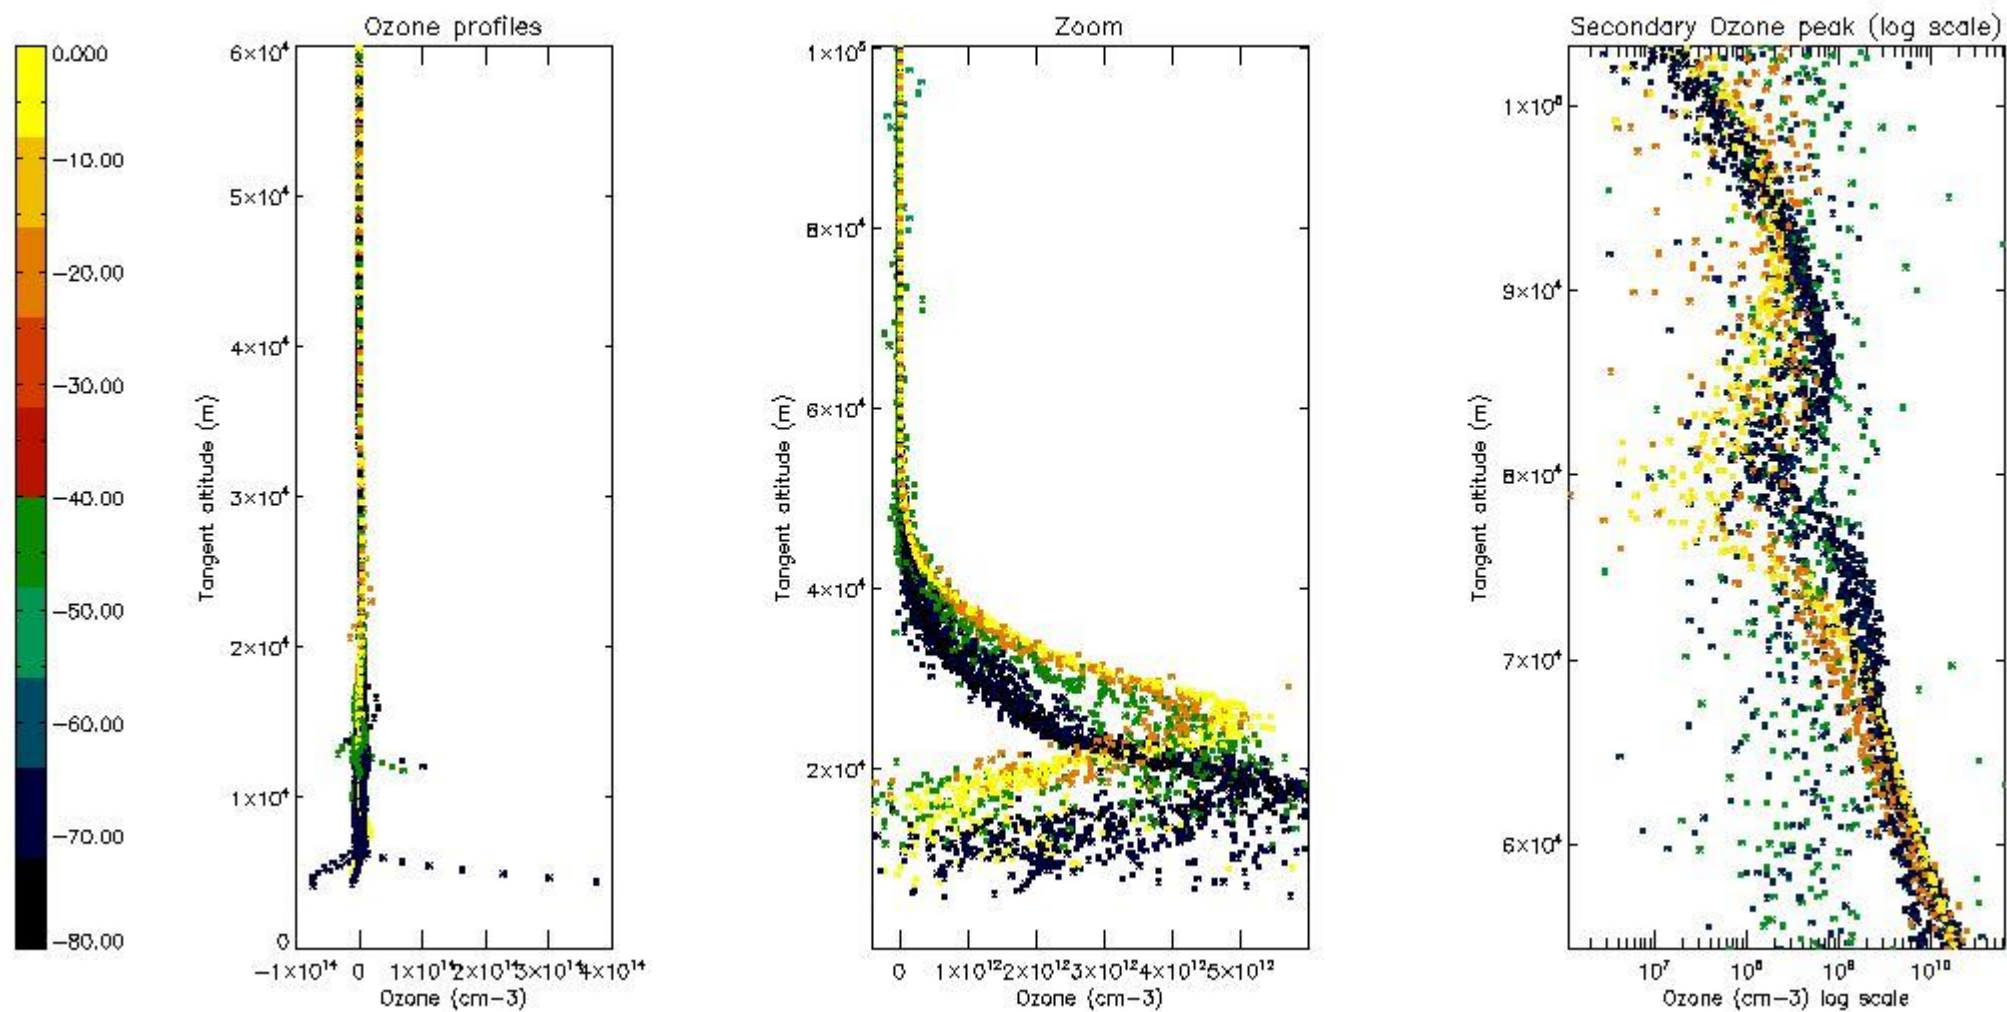 Ozone profiles
Zoom
Secondary Ozone peak (log scale)
0.000
−10.00
−20.00
−30.00
−40.00
−50.00
−60.00
−70.00
−80.00
6×10⁴
5×10⁴
4×10⁴
3×10⁴
2×10⁴
1×10⁴
0
Tangent altitude (m)
−1×10¹⁴ 0 1×10¹⁴ 2×10¹⁴ 3×10¹⁴ 4×10¹⁴
Ozone (cm−3)
1×10⁵
8×10⁴
6×10⁴
4×10⁴
2×10⁴
Tangent altitude (m)
0 1×10¹² 2×10¹² 3×10¹² 4×10¹² 5×10¹²
Ozone (cm−3)
1×10⁵
9×10⁴
8×10⁴
7×10⁴
6×10⁴
Tangent altitude (m)
10⁷ 10⁸ 10⁹ 10¹⁰
Ozone (cm−3) log scale